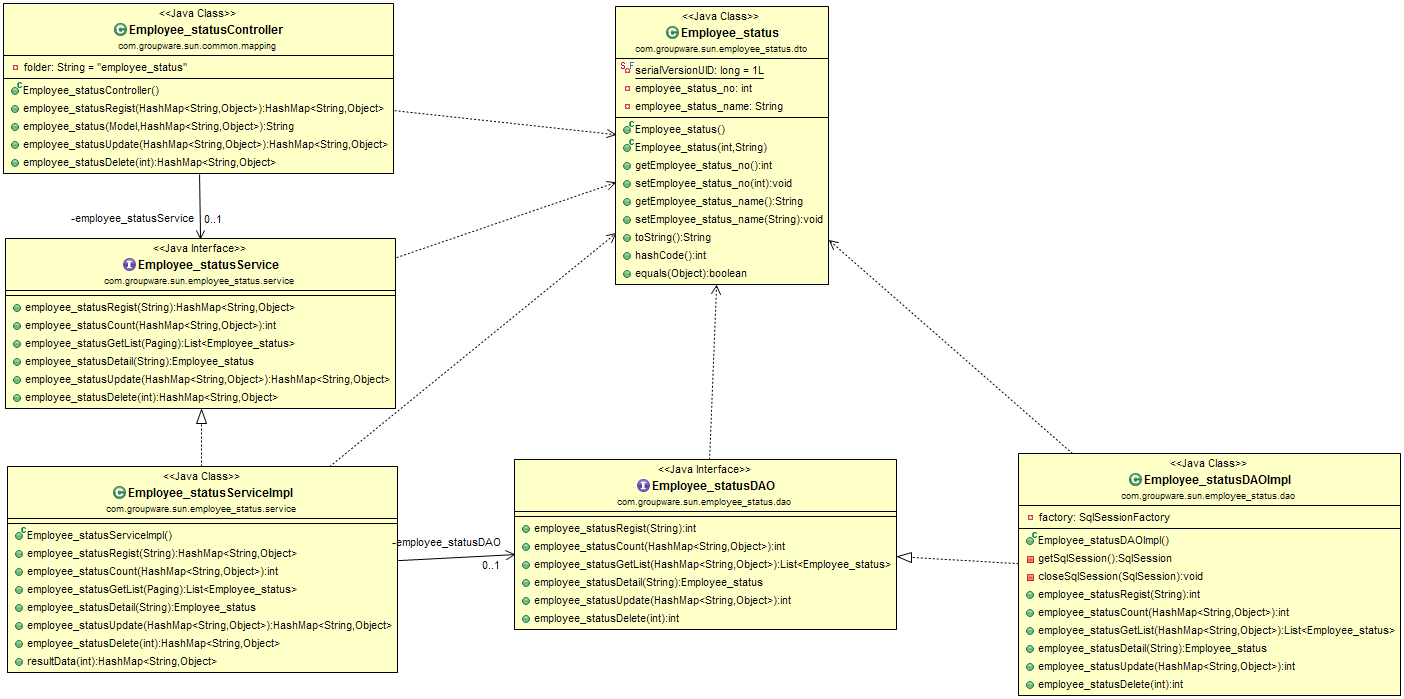 <<Java Class>>
Employee_statusController
com.groupware.sun.common.mapping
folder: String = "employee_status"
Employee_statusController()
employee_statusRegist(HashMap<String,Object>):HashMap<String,Object>
employee_status(Model,HashMap<String,Object>):String
employee_statusUpdate(HashMap<String,Object>):HashMap<String,Object>
employee_statusDelete(int):HashMap<String,Object>
-employee_statusService
0..1
<<Java Interface>>
Employee_statusService
com.groupware.sun.employee_status.service
employee_statusRegist(String):HashMap<String,Object>
employee_statusCount(HashMap<String,Object>):int
employee_statusGetList(Paging):List<Employee_status>
employee_statusDetail(String):Employee_status
employee_statusUpdate(HashMap<String,Object>):HashMap<String,Object>
employee_statusDelete(int):HashMap<String,Object>
<<Java Class>>
Employee_statusServiceImpl
com.groupware.sun.employee_status.service
Employee_statusServiceImpl()
employee_statusRegist(String):HashMap<String,Object>
employee_statusCount(HashMap<String,Object>):int
employee_statusGetList(Paging):List<Employee_status>
employee_statusDetail(String):Employee_status
employee_statusUpdate(HashMap<String,Object>):HashMap<String,Object>
employee_statusDelete(int):HashMap<String,Object>
resultData(int):HashMap<String,Object>
-employee_statusDAO
0..1
<<Java Class>>
Employee_status
com.groupware.sun.employee_status.dto
serialVersionUID: long = 1L
employee_status_no: int
employee_status_name: String
Employee_status()
Employee_status(int,String)
getEmployee_status_no():int
setEmployee_status_no(int):void
getEmployee_status_name():String
setEmployee_status_name(String):void
toString():String
hashCode():int
equals(Object):boolean
<<Java Interface>>
Employee_statusDAO
com.groupware.sun.employee_status.dao
employee_statusRegist(String):int
employee_statusCount(HashMap<String,Object>):int
employee_statusGetList(HashMap<String,Object>):List<Employee_status>
employee_statusDetail(String):Employee_status
employee_statusUpdate(HashMap<String,Object>):int
employee_statusDelete(int):int
<<Java Class>>
Employee_statusDAOImpl
com.groupware.sun.employee_status.dao
factory: SqlSessionFactory
Employee_statusDAOImpl()
getSqlSession():SqlSession
closeSqlSession(SqlSession):void
employee_statusRegist(String):int
employee_statusCount(HashMap<String,Object>):int
employee_statusGetList(HashMap<String,Object>):List<Employee_status>
employee_statusDetail(String):Employee_status
employee_statusUpdate(HashMap<String,Object>):int
employee_statusDelete(int):int